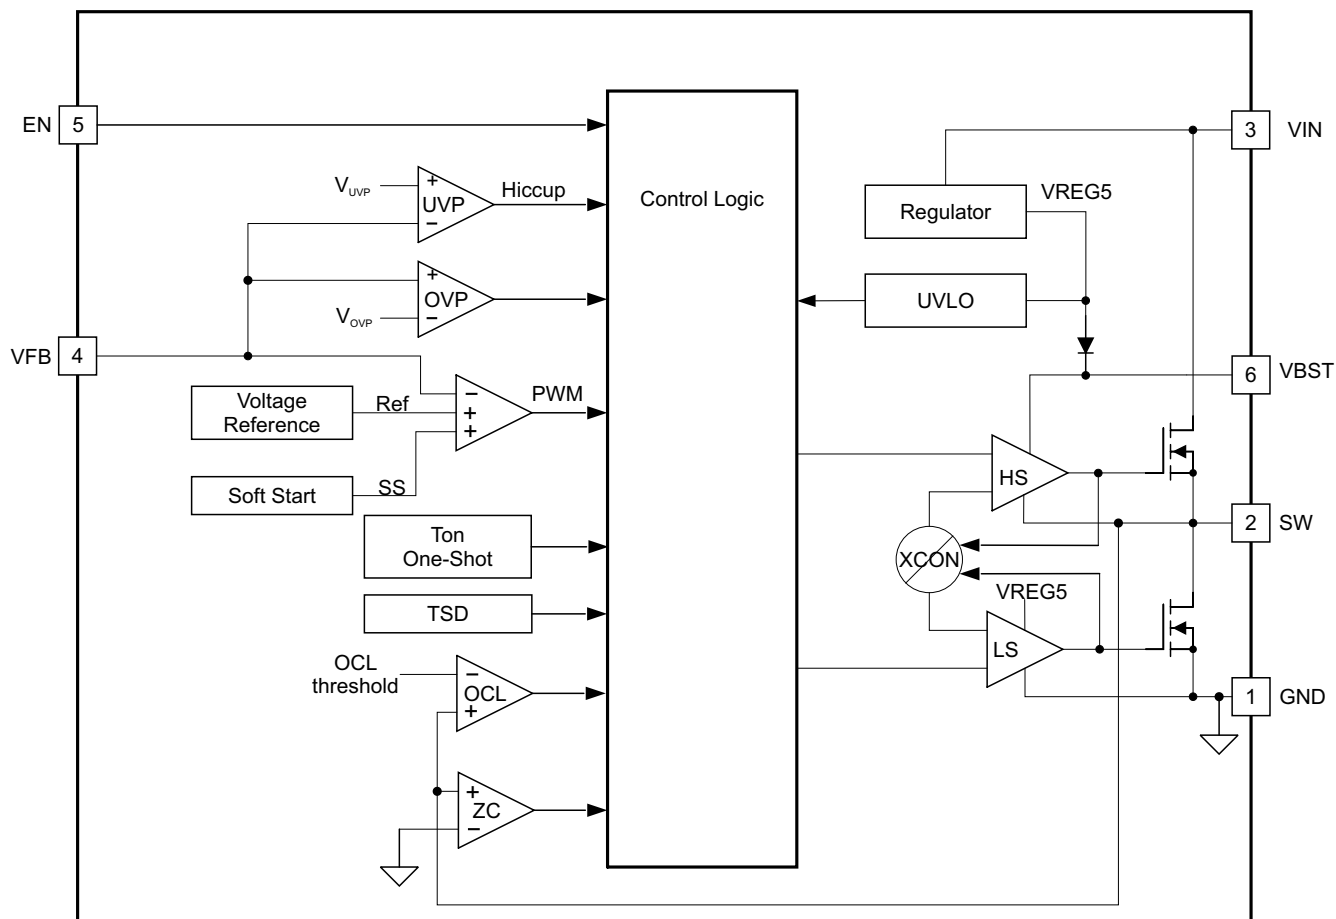 EN 5
3 VIN
V_UVP
+
UVP
−
Hiccup
Control Logic
Regulator
VREG5
+
OVP
−
V_OVP
UVLO
VFB 4
6 VBST
Voltage
Reference
Ref
−
+
+
PWM
Soft Start
SS
HS
2 SW
Ton
One-Shot
XCON
TSD
VREG5
LS
OCL
threshold
−
OCL
+
1 GND
+
ZC
−